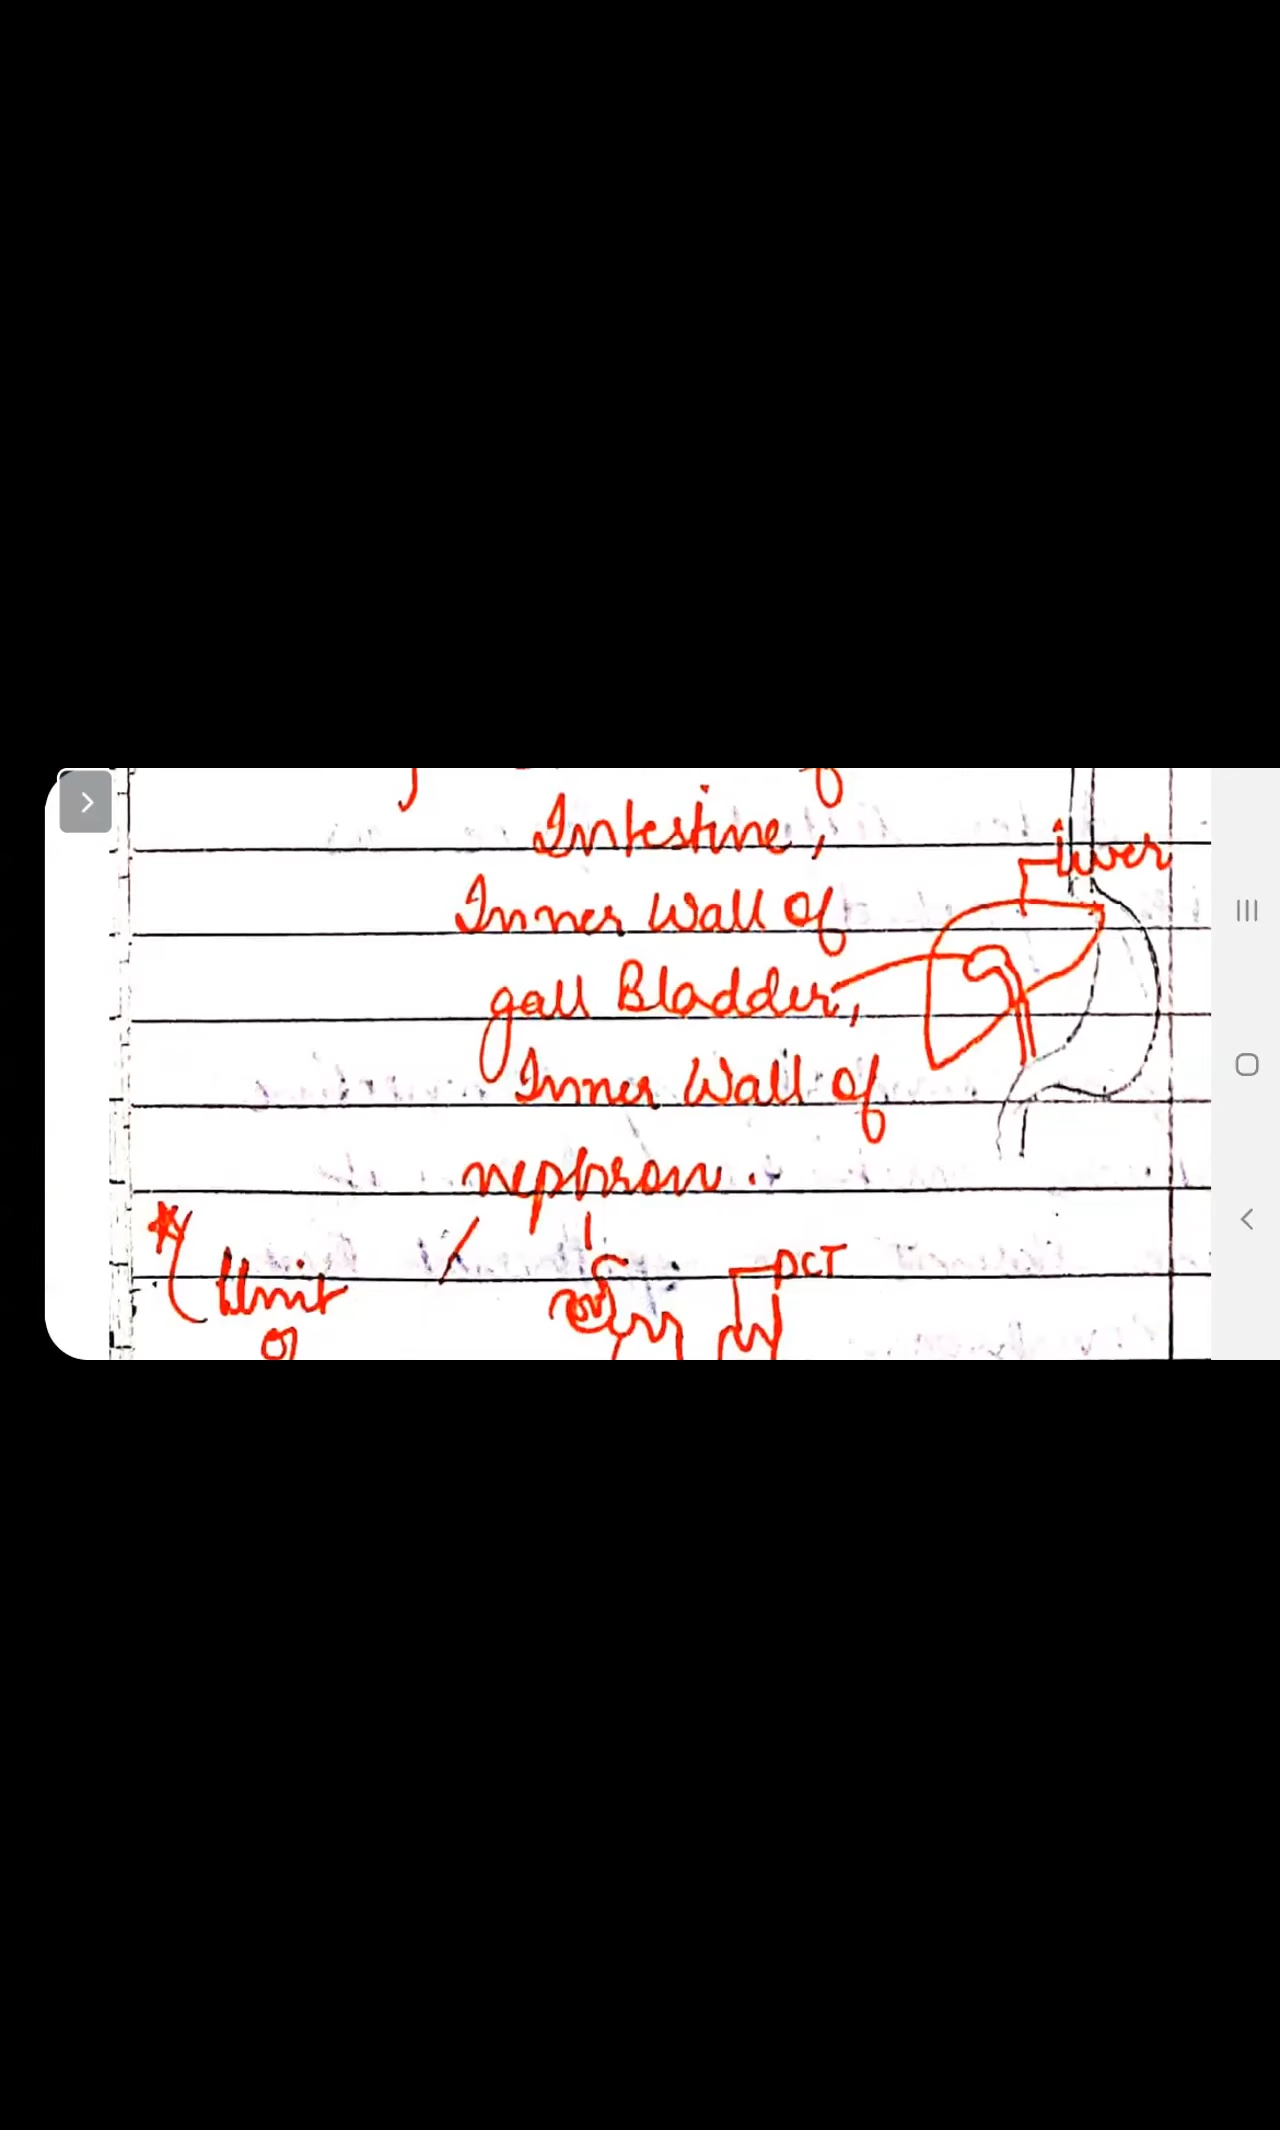 Intestine,
liver
Inner Wall of
gall Bladder,
Inner Wall of
nephron.
Unit
DCT